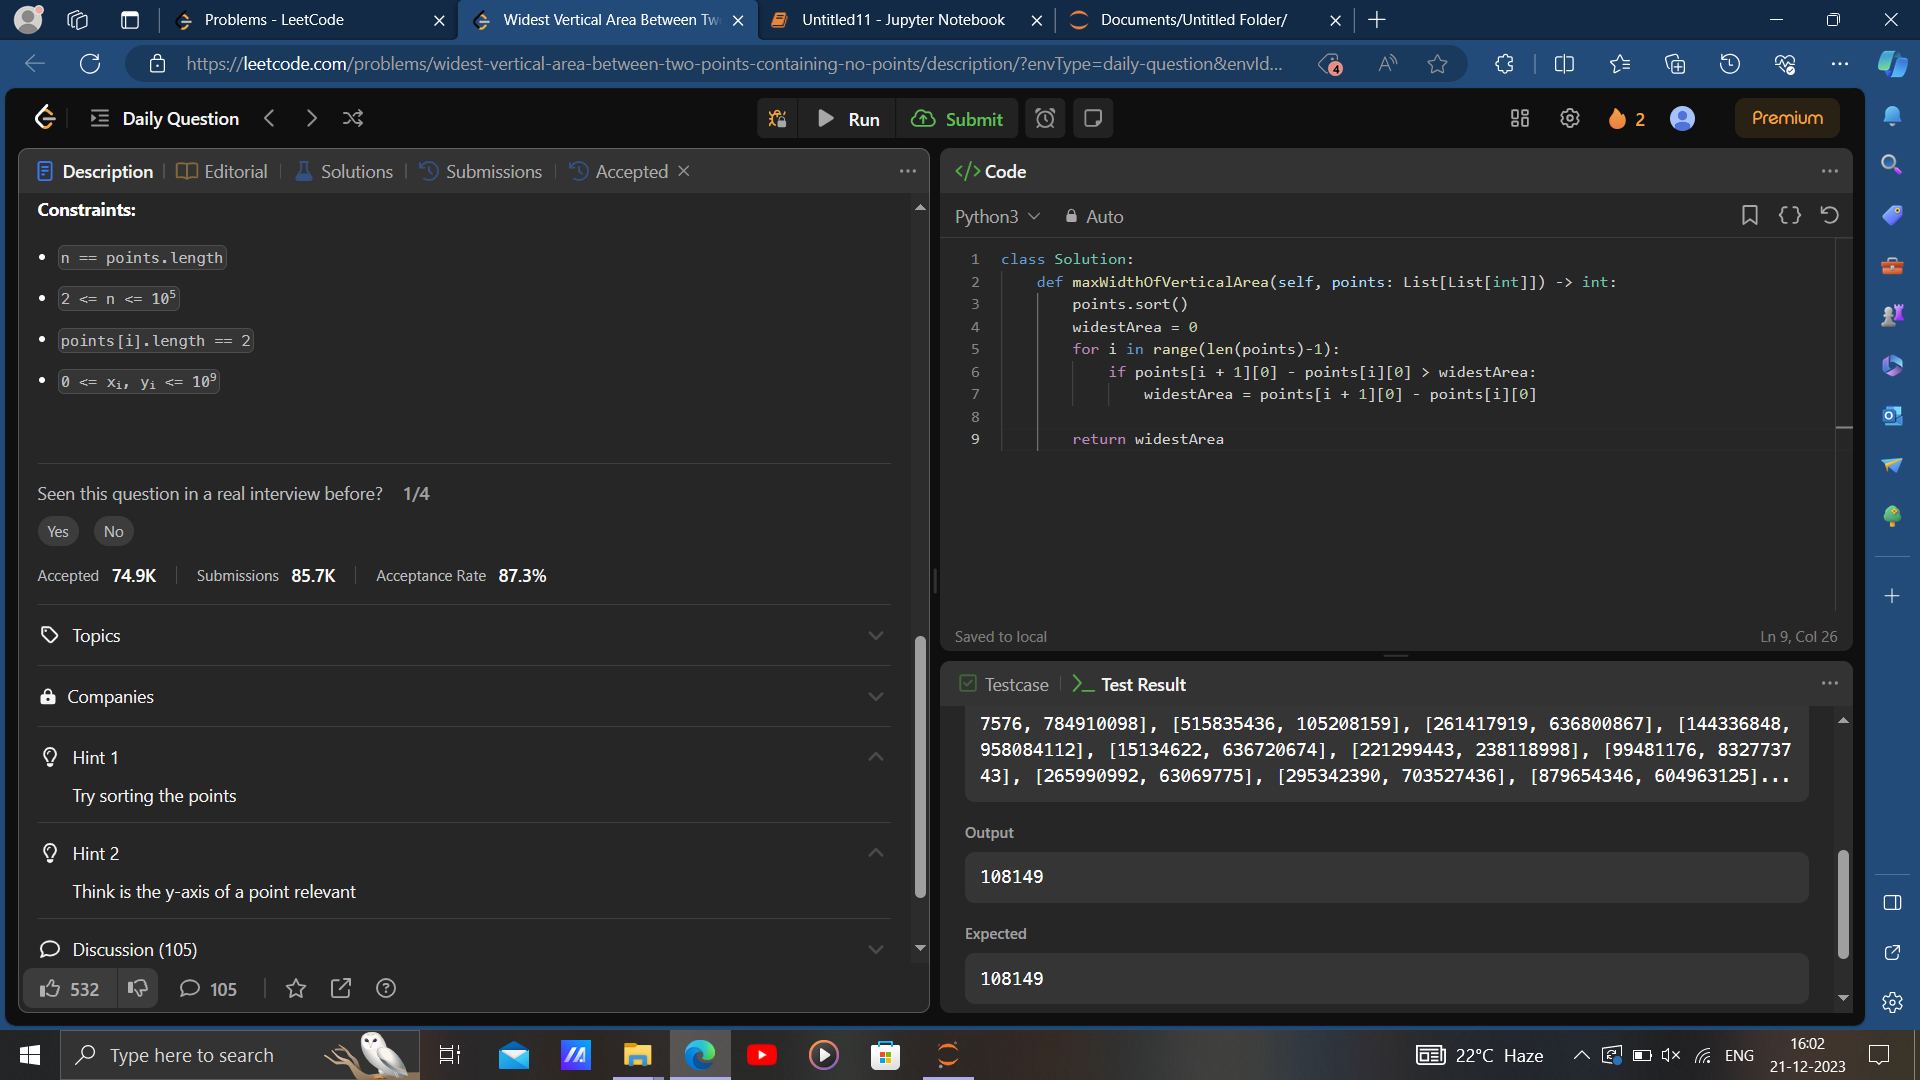 Problems - LeetCode
Widest Vertical Area Between Tw
Untitled11 - Jupyter Notebook
Documents/Untitled Folder/
https://leetcode.com/problems/widest-vertical-area-between-two-points-containing-no-points/description/?envType=daily-question&envId...
4
Daily Question
Run
Submit
2
Premium
Description
Editorial
Solutions
Submissions
Accepted
Constraints:
n == points.length
2 <= n <= 10⁵
points[i].length == 2
0 <= xᵢ, yᵢ <= 10⁹
Seen this question in a real interview before? 1/4
Yes
No
Accepted 74.9K
Submissions 85.7K
Acceptance Rate 87.3%
Topics
Companies
Hint 1
Try sorting the points
Hint 2
Think is the y-axis of a point relevant
Discussion (105)
532
105
</> Code
Python3
Auto
1 class Solution:
2     def maxWidthOfVerticalArea(self, points: List[List[int]]) -> int:
3         points.sort()
4         widestArea = 0
5         for i in range(len(points)-1):
6             if points[i + 1][0] - points[i][0] > widestArea:
7                 widestArea = points[i + 1][0] - points[i][0]
8
9         return widestArea
Saved to local
Ln 9, Col 26
Testcase
Test Result
7576, 784910098], [515835436, 105208159], [261417919, 636800867], [144336848,
958084112], [15134622, 636720674], [221299443, 238118998], [99481176, 8327737
43], [265990992, 63069775], [295342390, 703527436], [879654346, 604963125]...
Output
108149
Expected
108149
Type here to search
22°C Haze
ENG
16:02
21-12-2023